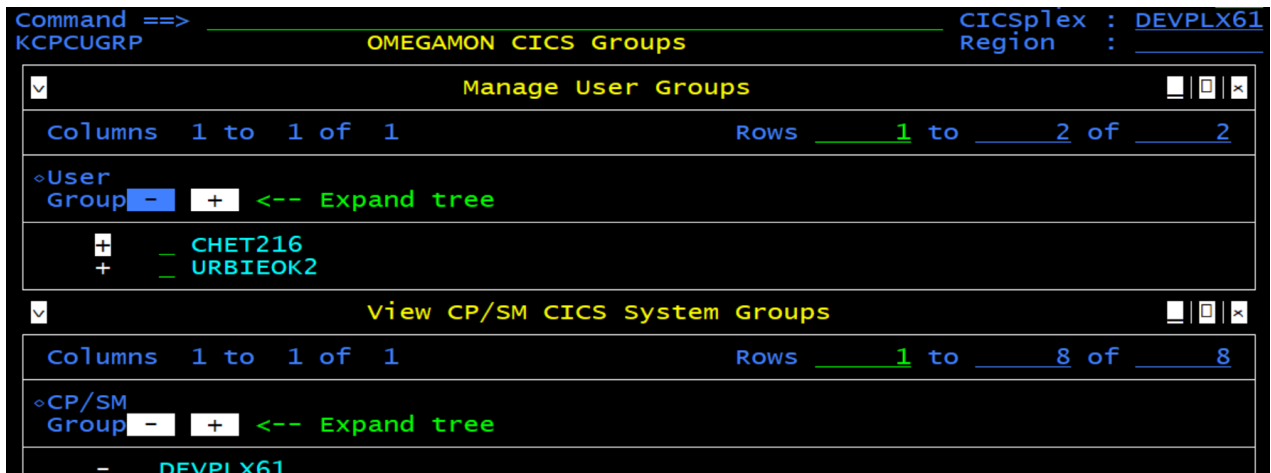 Command ==> CICSplex : DEVPLX61
KCPCUGRP OMEGAMON CICS Groups Region :
Manage User Groups
Columns 1 to 1 of 1 Rows 1 to 2 of 2
User
Group - + <-- Expand tree
+ _ CHET216
+ _ URBIEOK2
View CP/SM CICS System Groups
Columns 1 to 1 of 1 Rows 1 to 8 of 8
CP/SM
Group - + <-- Expand tree
- DEVPLX61